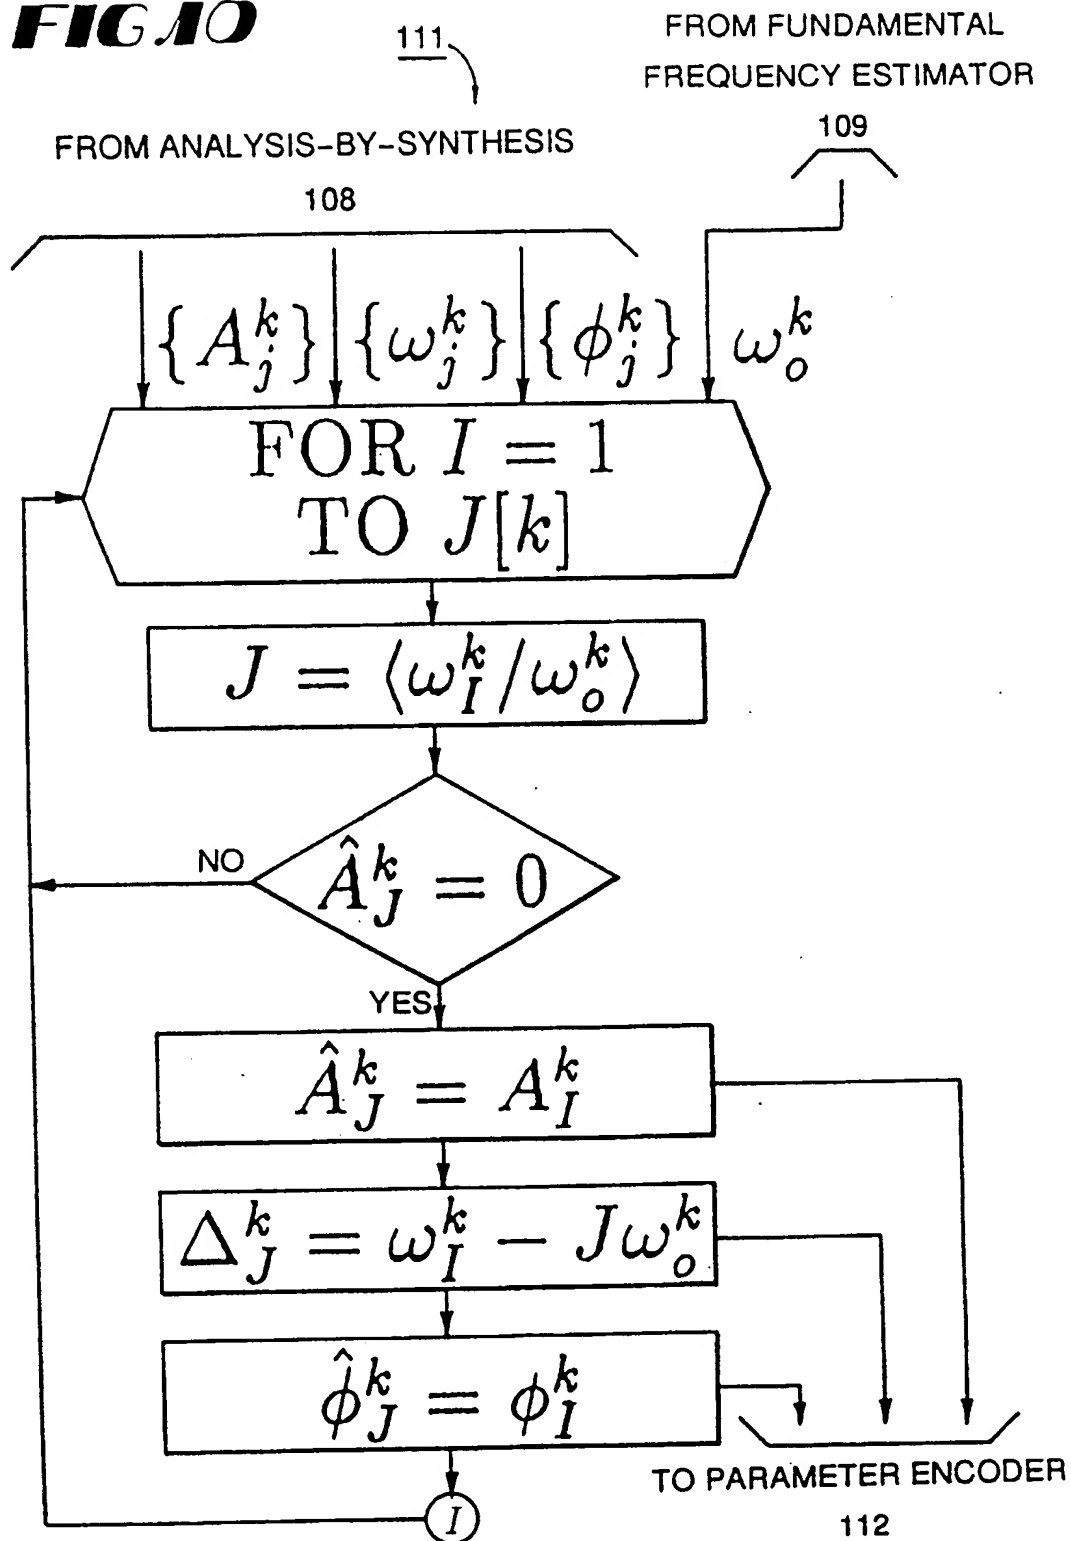 FIG.10
111
FROM FUNDAMENTAL
FREQUENCY ESTIMATOR
109
FROM ANALYSIS-BY-SYNTHESIS
108
{A_j^k} {ω_j^k} {ϕ_j^k} ω_o^k
FOR I = 1
TO J[k]
J = ⟨ω_I^k/ω_o^k⟩
NO
Â_J^k = 0
YES
Â_J^k = A_I^k
Δ_J^k = ω_I^k − Jω_o^k
ϕ̂_J^k = ϕ_I^k
TO PARAMETER ENCODER
112
I